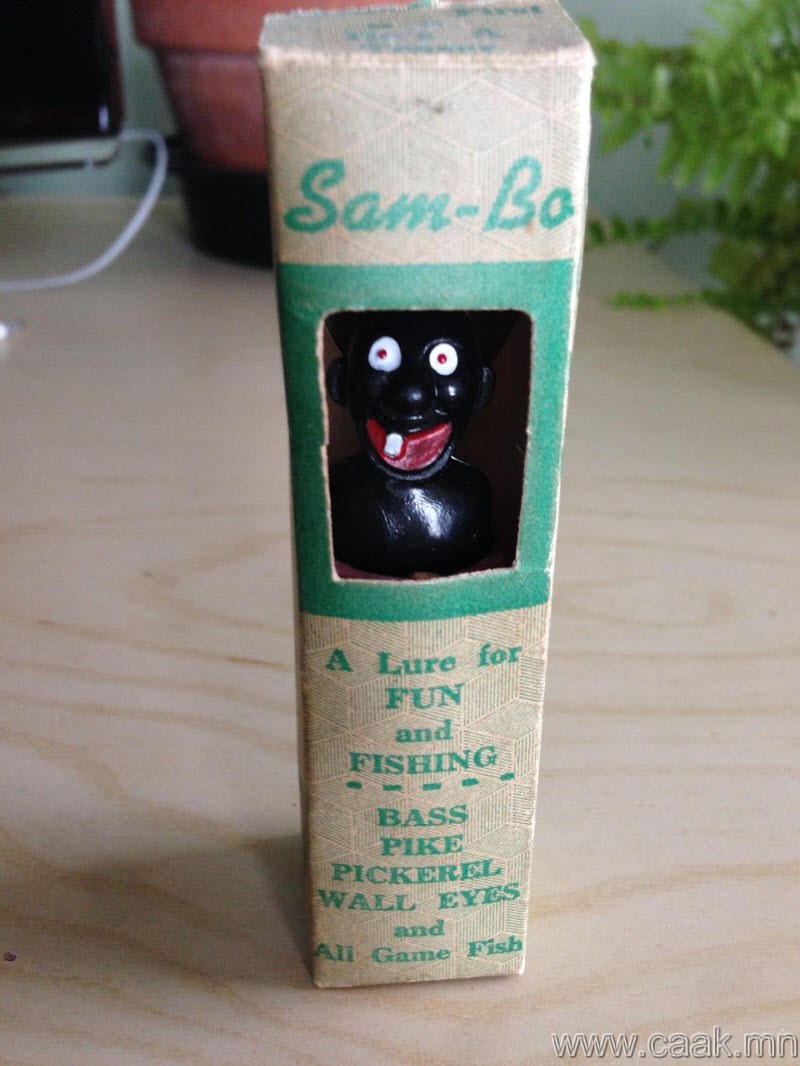 Sam-Bo
A Lure for
FUN
and
FISHING
BASS
PIKE
PICKEREL
WALL EYES
and
All Game Fish
www.caak.mn